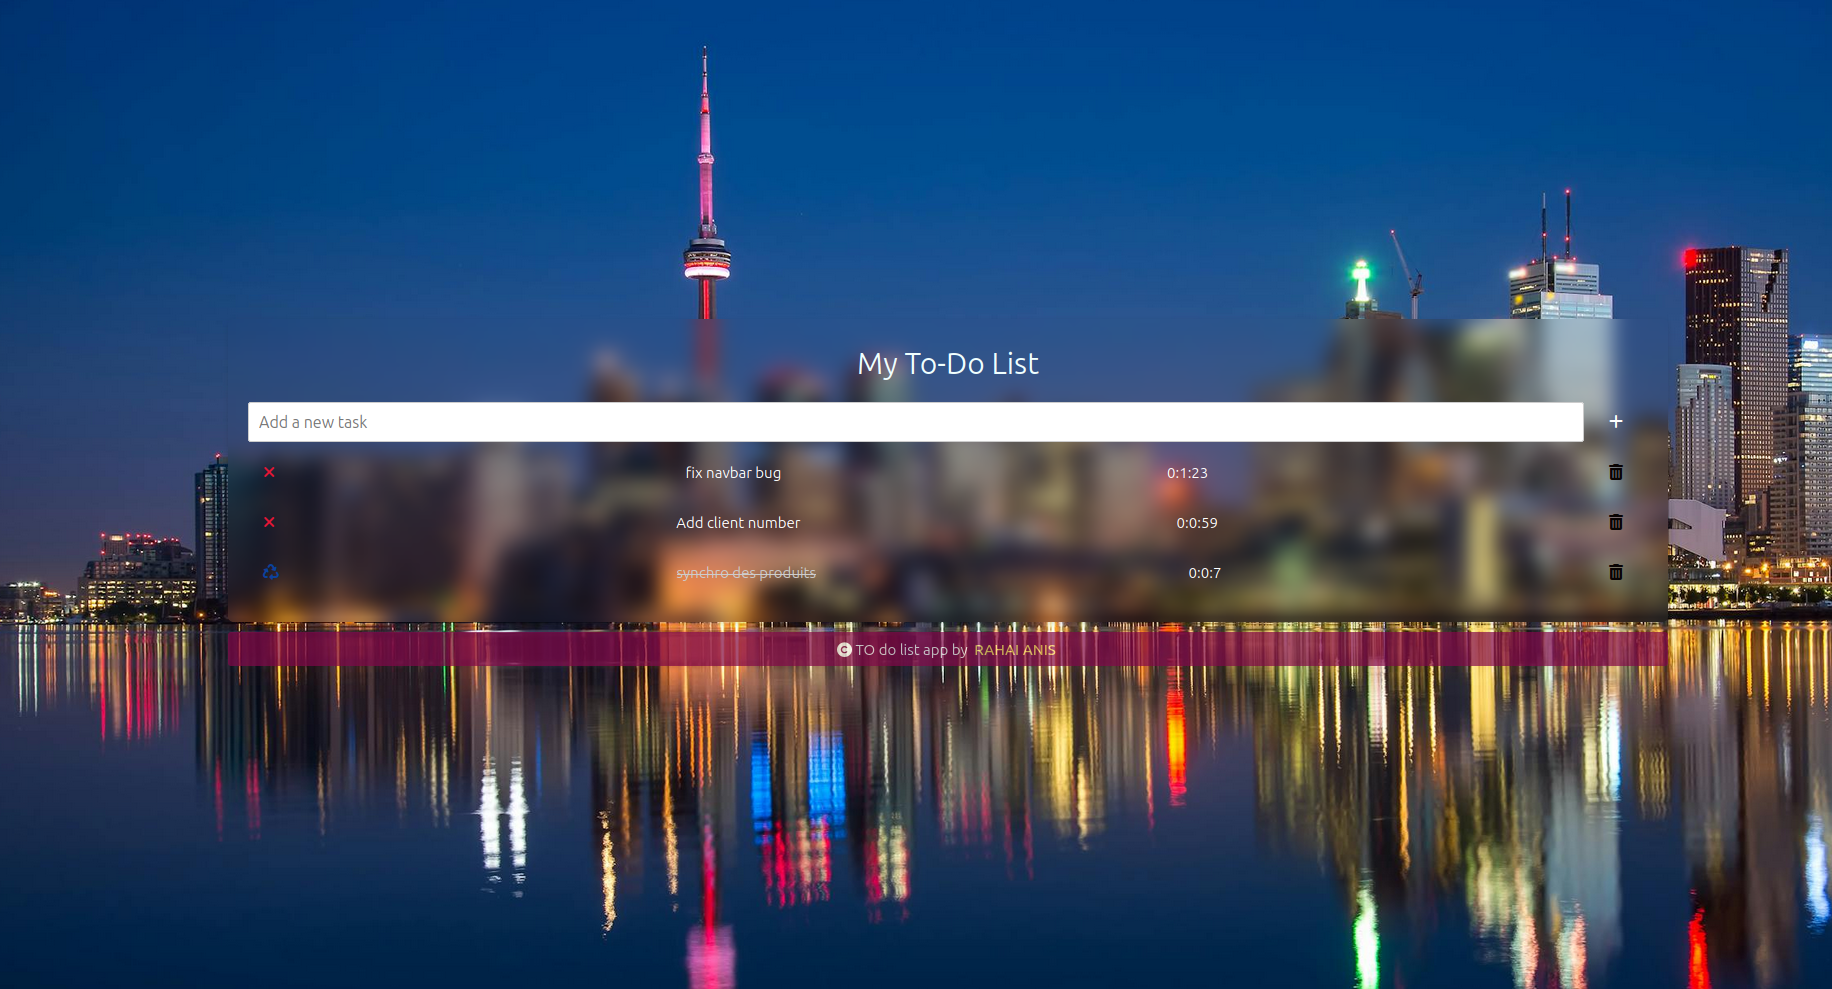 My To-Do List
Add a new task
fix navbar bug 0:1:23
Add client number 0:0:59
synchro des produits 0:0:7
© TO do list app by RAHAI ANIS